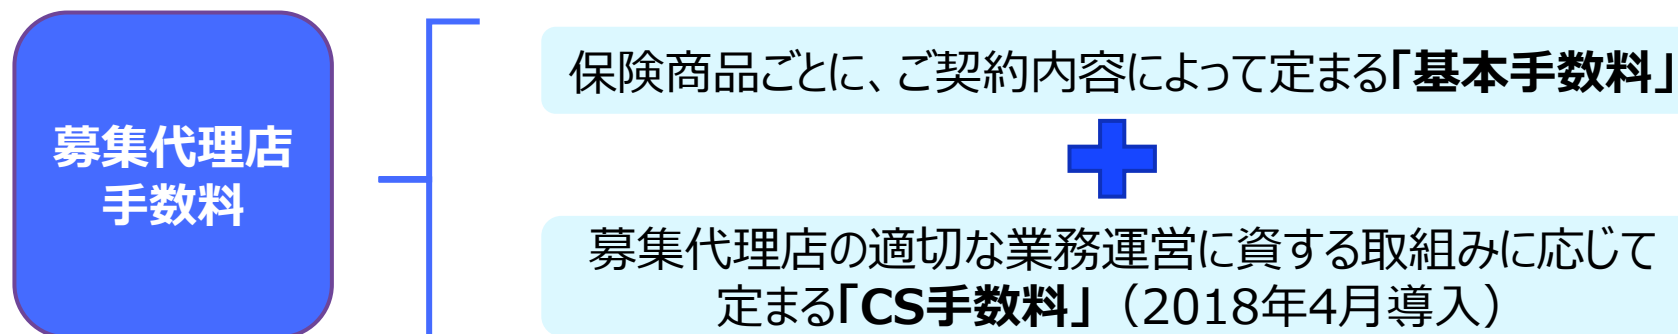 募集代理店
手数料
保険商品ごとに、ご契約内容によって定まる「基本手数料」
募集代理店の適切な業務運営に資する取組みに応じて
定まる「CS手数料」（2018年4月導入）